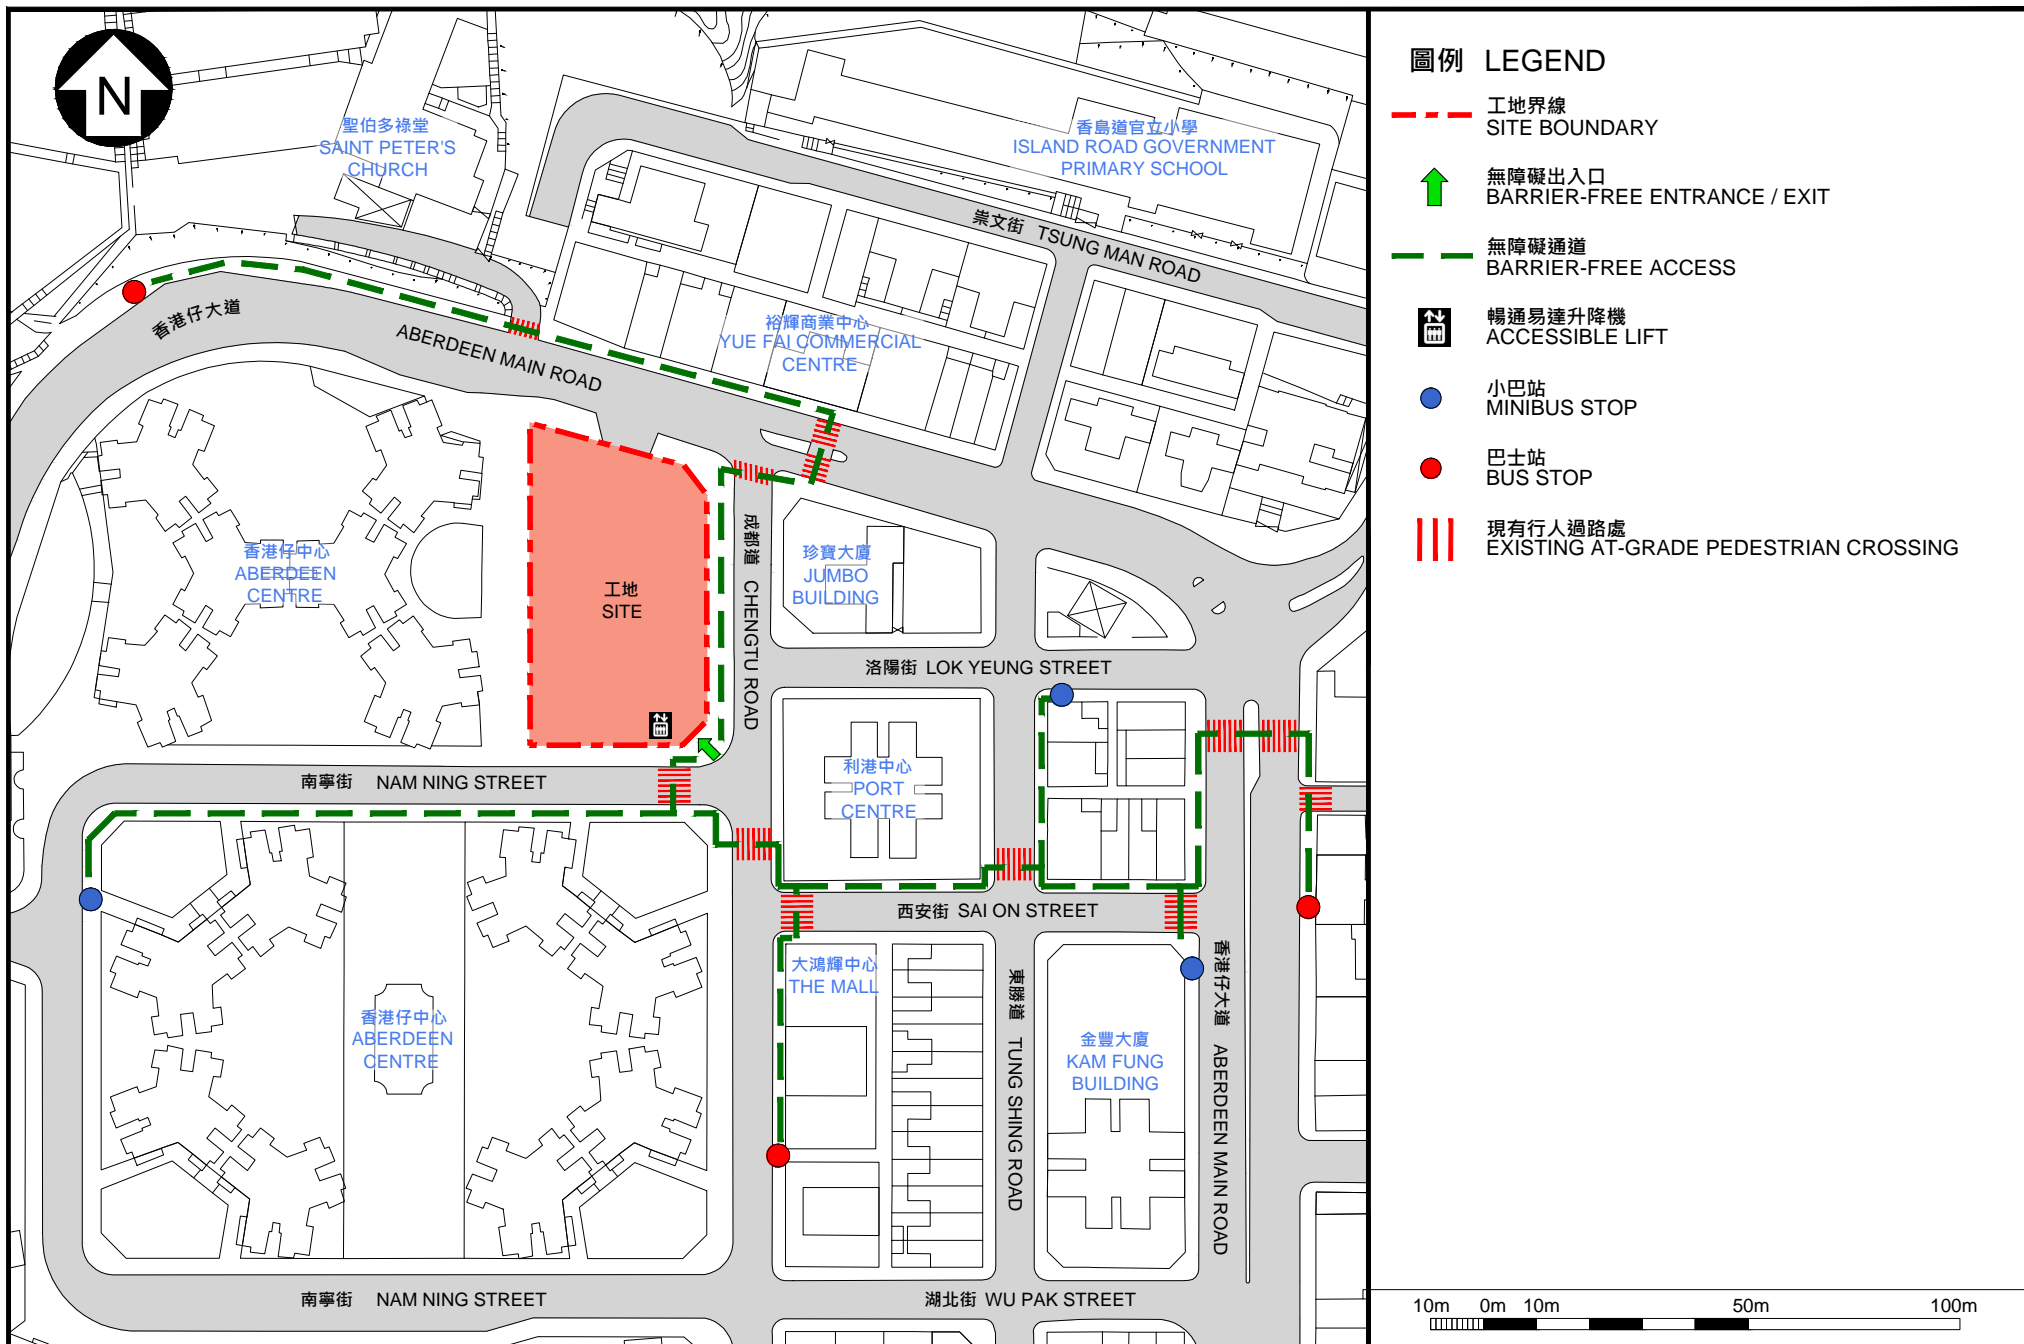 N
聖伯多祿堂
SAINT PETER'S
CHURCH
香島道官立小學
ISLAND ROAD GOVERNMENT
PRIMARY SCHOOL
崇文街 TSUNG MAN ROAD
香港仔大道
ABERDEEN MAIN ROAD
裕輝商業中心
YUE FAI COMMERCIAL
CENTRE
香港仔中心
ABERDEEN
CENTRE
工地
SITE
成都道 CHENGTU ROAD
珍寶大廈
JUMBO
BUILDING
洛陽街 LOK YEUNG STREET
南寧街 NAM NING STREET
利港中心
PORT
CENTRE
西安街 SAI ON STREET
大鴻輝中心
THE MALL
香港仔中心
ABERDEEN
CENTRE
東勝道 TUNG SHING ROAD
金豐大廈
KAM FUNG
BUILDING
香港仔大道 ABERDEEN MAIN ROAD
南寧街 NAM NING STREET
湖北街 WU PAK STREET
圖例 LEGEND
工地界線
SITE BOUNDARY
無障礙出入口
BARRIER-FREE ENTRANCE / EXIT
無障礙通道
BARRIER-FREE ACCESS
暢通易達升降機
ACCESSIBLE LIFT
小巴站
MINIBUS STOP
巴士站
BUS STOP
現有行人過路處
EXISTING AT-GRADE PEDESTRIAN CROSSING
10m 0m 10m 50m 100m